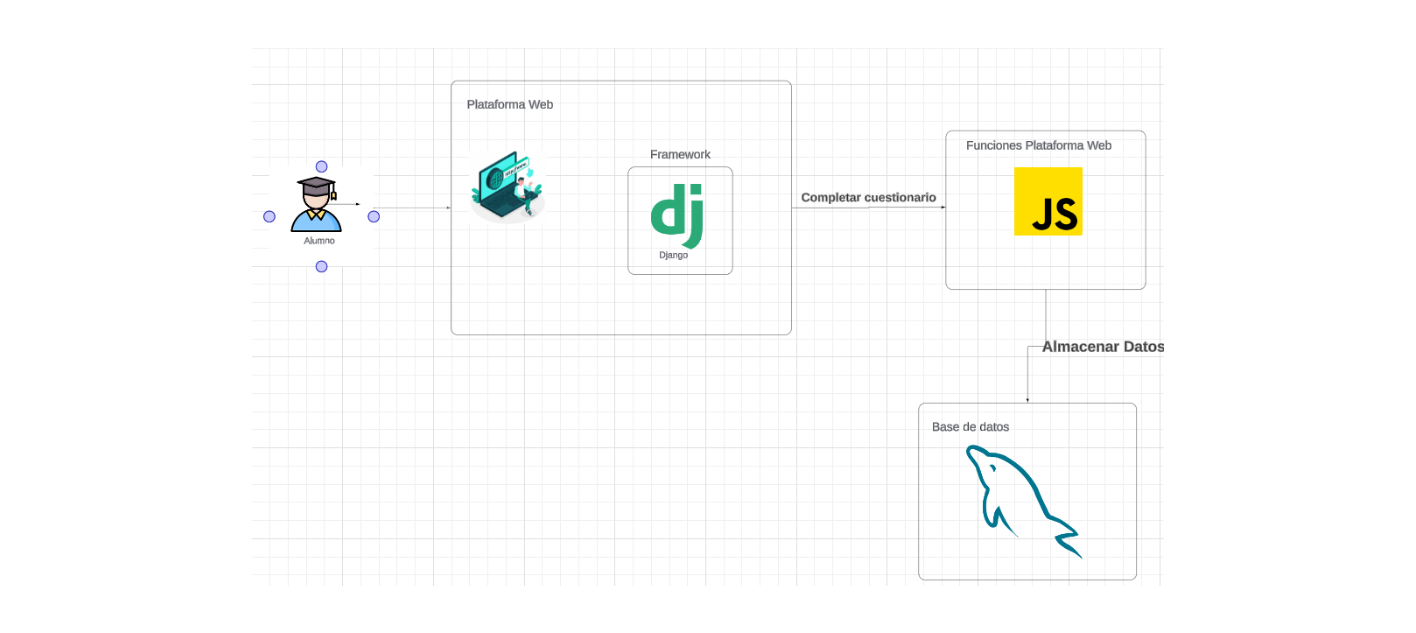 Plataforma Web
Framework
dj
Django
Alumno
Completar cuestionario
Funciones Plataforma Web
JS
Almacenar Datos
Base de datos